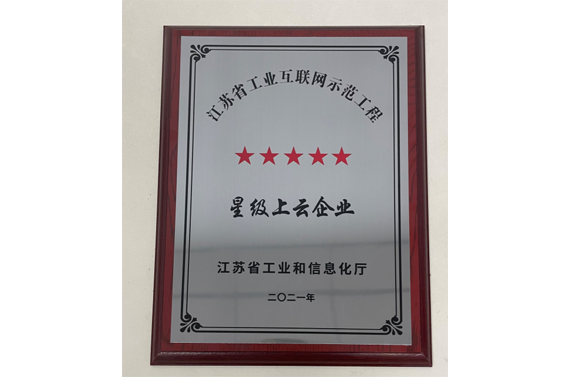 江苏省工业互联网示范工程
★★★★★
星级上云企业
江苏省工业和信息化厅
二〇二一年